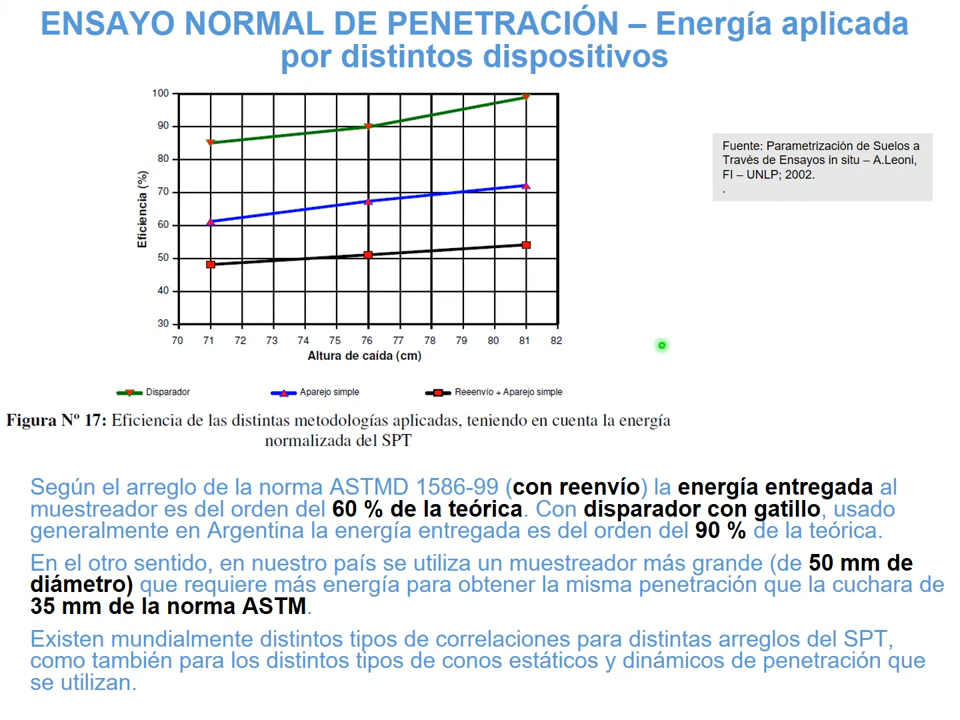 ENSAYO NORMAL DE PENETRACIÓN – Energía aplicada
por distintos dispositivos
Fuente: Parametrización de Suelos a
Través de Ensayos in situ – A.Leoni,
FI – UNLP; 2002.
.
Eficiencia (%)
100
90
80
70
60
50
40
30
70 71 72 73 74 75 76 77 78 79 80 81 82
Altura de caída (cm)
Disparador Aparejo simple Reeenvío + Aparejo simple
Figura Nº 17: Eficiencia de las distintas metodologías aplicadas, teniendo en cuenta la energía
normalizada del SPT
Según el arreglo de la norma ASTMD 1586-99 (con reenvío) la energía entregada al
muestreador es del orden del 60 % de la teórica. Con disparador con gatillo, usado
generalmente en Argentina la energía entregada es del orden del 90 % de la teórica.
En el otro sentido, en nuestro país se utiliza un muestreador más grande (de 50 mm de
diámetro) que requiere más energía para obtener la misma penetración que la cuchara de
35 mm de la norma ASTM.
Existen mundialmente distintos tipos de correlaciones para distintas arreglos del SPT,
como también para los distintos tipos de conos estáticos y dinámicos de penetración que
se utilizan.